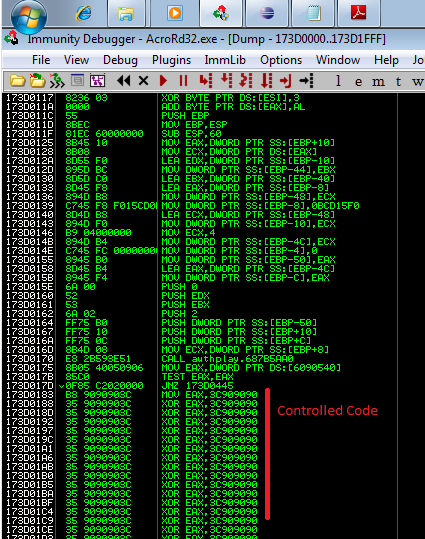 Immunity Debugger - AcroRd32.exe - [Dump - 173D0000..173D1FFF]
File View Debug Plugins ImmLib Options Window Help Jo
l e m t w
173D0117 8236 03 XOR BYTE PTR DS:[ESI],3
173D011A 0000 ADD BYTE PTR DS:[EAX],AL
173D011C 55 PUSH EBP
173D011D 8BEC MOV EBP,ESP
173D011F 81EC 60000000 SUB ESP,60
173D0125 8B45 10 MOV EAX,DWORD PTR SS:[EBP+10]
173D0128 8B08 MOV ECX,DWORD PTR DS:[EAX]
173D012A 8D55 F0 LEA EDX,DWORD PTR SS:[EBP-10]
173D012D 895D BC MOV DWORD PTR SS:[EBP-44],EBX
173D0130 8D5D C0 LEA EBX,DWORD PTR SS:[EBP-40]
173D0133 8D45 F8 LEA EAX,DWORD PTR SS:[EBP-8]
173D0136 894D B8 MOV DWORD PTR SS:[EBP-48],ECX
173D0139 C745 F8 F015CD0 MOV DWORD PTR SS:[EBP-8],0BCD15F0
173D0140 8D4D B8 LEA ECX,DWORD PTR SS:[EBP-48]
173D0143 894D F0 MOV DWORD PTR SS:[EBP-10],ECX
173D0146 B9 04000000 MOV ECX,4
173D014B 894D B4 MOV DWORD PTR SS:[EBP-4C],ECX
173D014E C745 FC 0000000 MOV DWORD PTR SS:[EBP-4],0
173D0155 8945 B0 MOV DWORD PTR SS:[EBP-50],EAX
173D0158 8D45 B4 LEA EAX,DWORD PTR SS:[EBP-4C]
173D015B 8945 F4 MOV DWORD PTR SS:[EBP-C],EAX
173D015E 6A 00 PUSH 0
173D0160 52 PUSH EDX
173D0161 53 PUSH EBX
173D0162 6A 02 PUSH 2
173D0164 FF75 B0 PUSH DWORD PTR SS:[EBP-50]
173D0167 FF75 10 PUSH DWORD PTR SS:[EBP+10]
173D016A FF75 0C PUSH DWORD PTR SS:[EBP+C]
173D016D 8B4D 08 MOV ECX,DWORD PTR SS:[EBP+8]
173D0170 E8 2B593E51 CALL authplay.687B5AA0
173D0175 8B05 40050906 MOV EAX,DWORD PTR DS:[6090540]
173D017B 85C0 TEST EAX,EAX
173D017D 0F85 C2020000 JNZ 173D0445
173D0183 B8 9090903C MOV EAX,3C909090
173D0188 35 9090903C XOR EAX,3C909090
173D018D 35 9090903C XOR EAX,3C909090
173D0192 35 9090903C XOR EAX,3C909090
173D0197 35 9090903C XOR EAX,3C909090
173D019C 35 9090903C XOR EAX,3C909090
173D01A1 35 9090903C XOR EAX,3C909090
173D01A6 35 9090903C XOR EAX,3C909090
173D01AB 35 9090903C XOR EAX,3C909090
173D01B0 35 9090903C XOR EAX,3C909090
173D01B5 35 9090903C XOR EAX,3C909090
173D01BA 35 9090903C XOR EAX,3C909090
173D01BF 35 9090903C XOR EAX,3C909090
173D01C4 35 9090903C XOR EAX,3C909090
173D01C9 35 9090903C XOR EAX,3C909090
173D01CE 35 9090903C XOR EAX,3C909090
Controlled Code